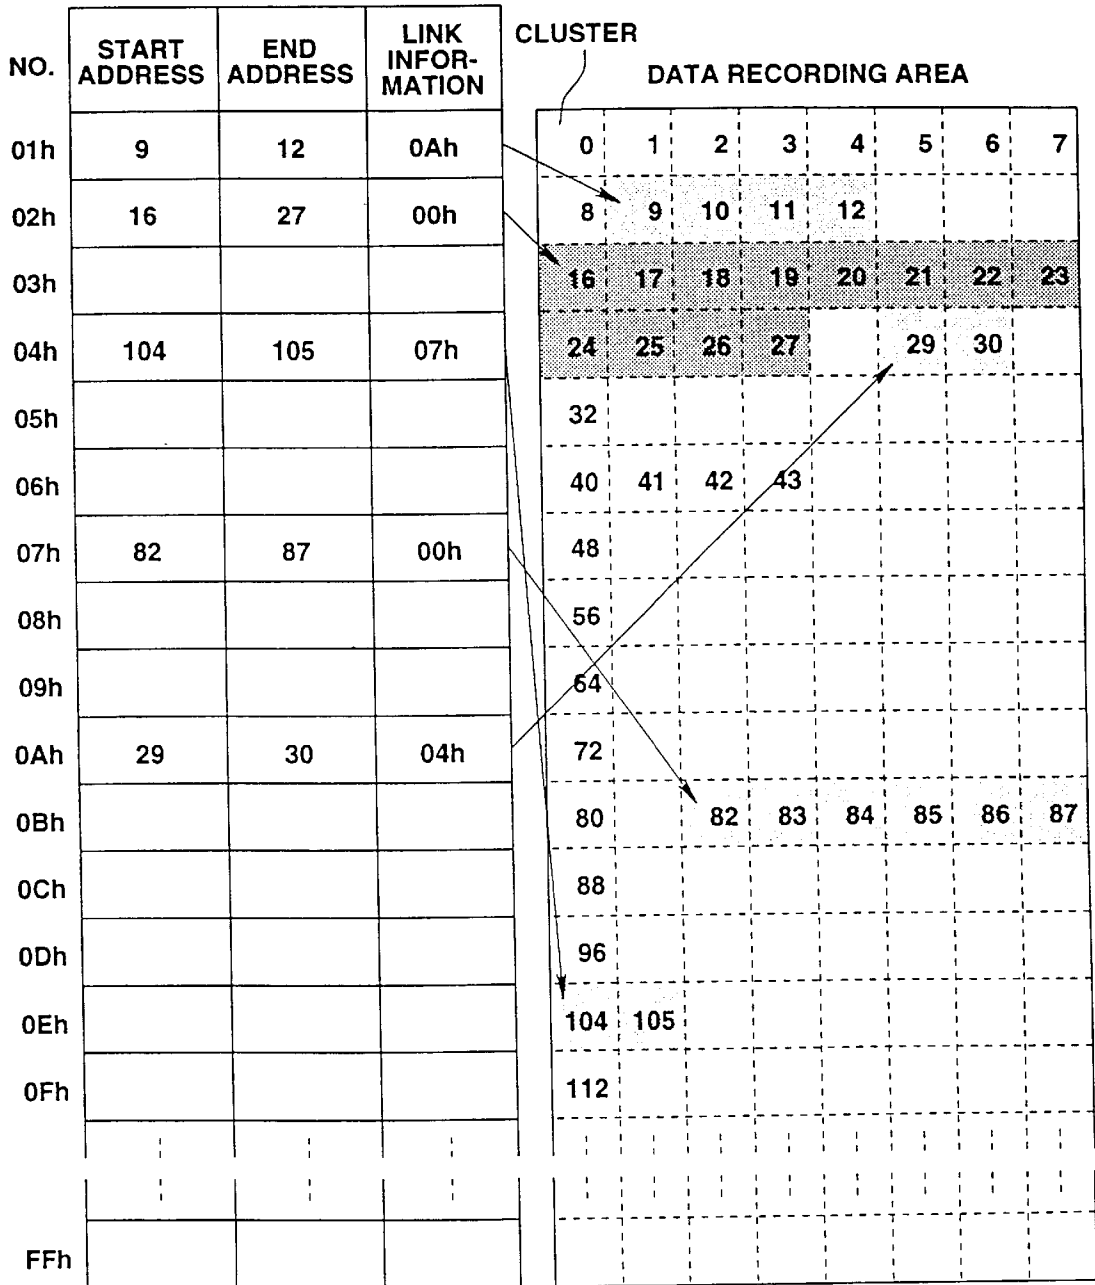 NO.
START ADDRESS
END ADDRESS
LINK INFOR-MATION
CLUSTER
DATA RECORDING AREA
01h 9 12 0Ah
02h 16 27 00h
03h
04h 104 105 07h
05h
06h
07h 82 87 00h
08h
09h
0Ah 29 30 04h
0Bh
0Ch
0Dh
0Eh
0Fh
FFh
0 1 2 3 4 5 6 7
8 9 10 11 12
16 17 18 19 20 21 22 23
24 25 26 27 29 30
32
40 41 42 43
48
56
64
72
80 82 83 84 85 86 87
88
96
104 105
112